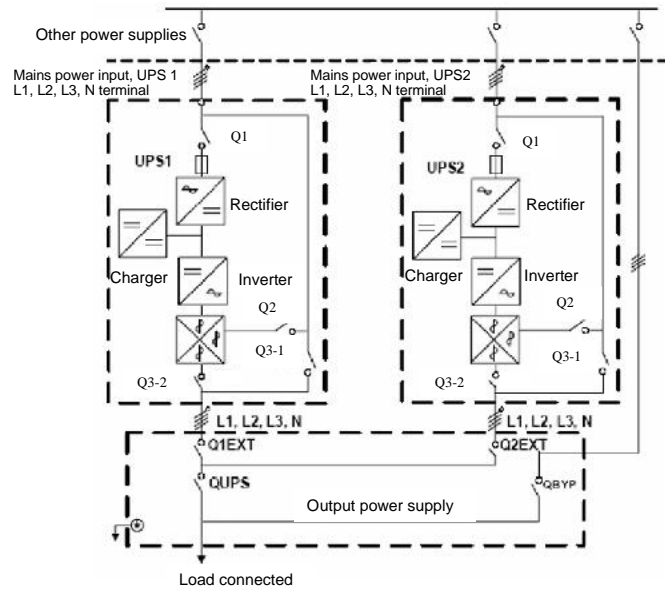 Other power supplies
Mains power input, UPS 1
L1, L2, L3, N terminal
Mains power input, UPS2
L1, L2, L3, N terminal
Q1
UPS1
Rectifier
Charger
Inverter
Q2
Q3-1
Q3-2
Q1
UPS2
Rectifier
Charger
Inverter
Q2
Q3-1
Q3-2
L1, L2, L3, N
L1, L2, L3, N
Q1EXT
Q2EXT
QUPS
QBYP
Output power supply
Load connected